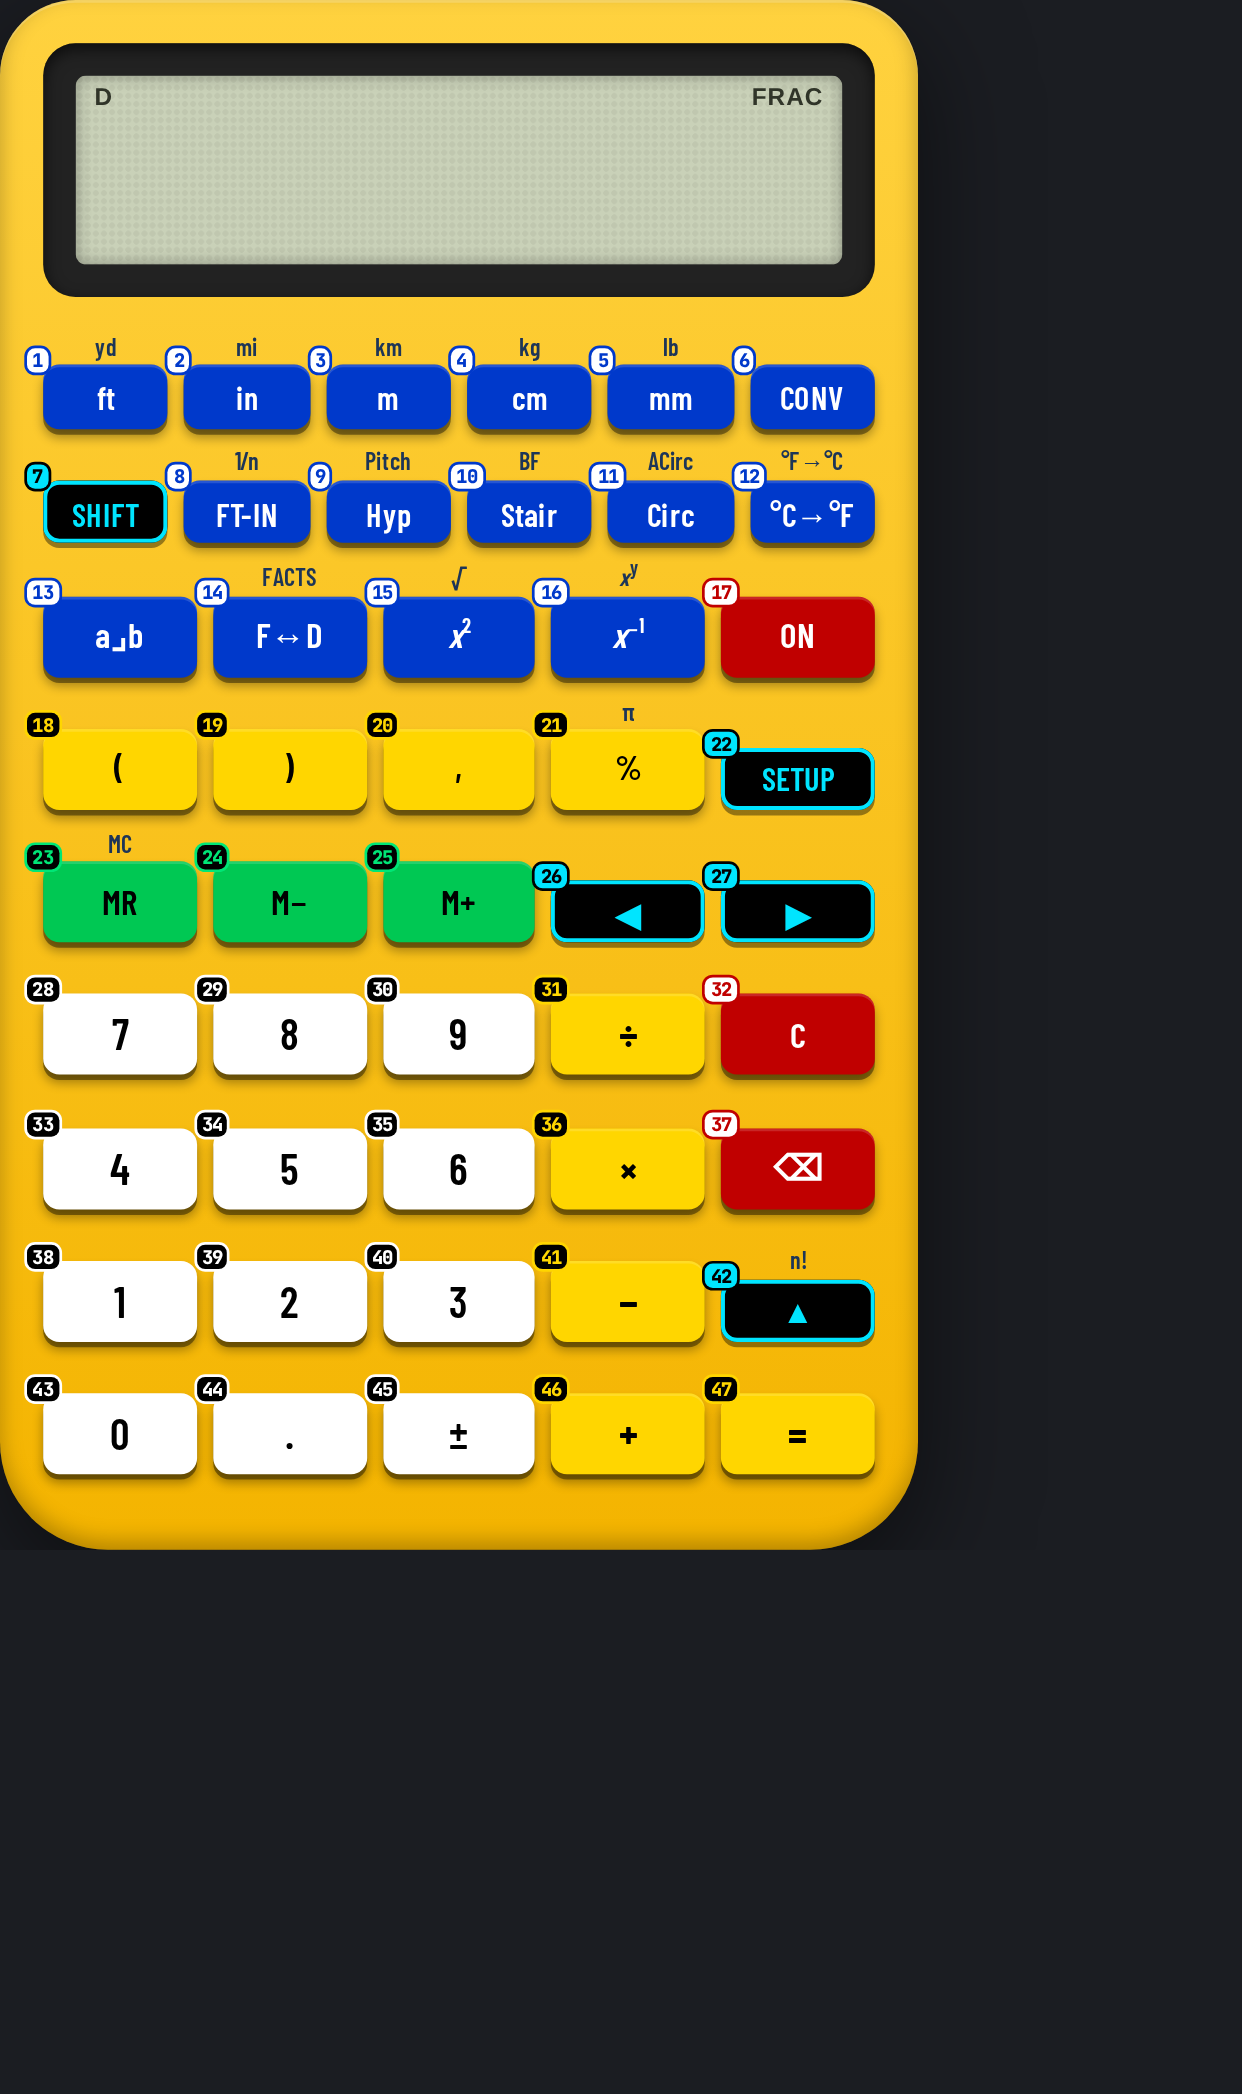 D FRAC
yd mi km kg lb
1 2 3 4 5 6
ft in m cm mm CONV
1/n Pitch BF ACirc °F→°C
7 8 9 10 11 12
SHIFT FT-IN Hyp Stair Circ °C→°F
FACTS √ xʸ
13 14 15 16 17
a⌟b F↔D x² x⁻¹ ON
π
18 19 20 21 22
( ) , % SETUP
MC
23 24 25 26 27
MR M− M+ ◀ ▶
28 29 30 31 32
7 8 9 ÷ C
33 34 35 36 37
4 5 6 × ⌫
n!
38 39 40 41 42
1 2 3 − ▲
43 44 45 46 47
0 . ± + =